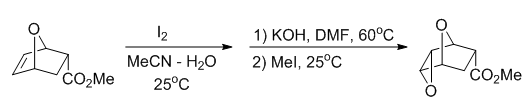 O
CO₂Me
I₂
MeCN - H₂O
25°C
1) KOH, DMF, 60°C
2) MeI, 25°C
O
O
CO₂Me